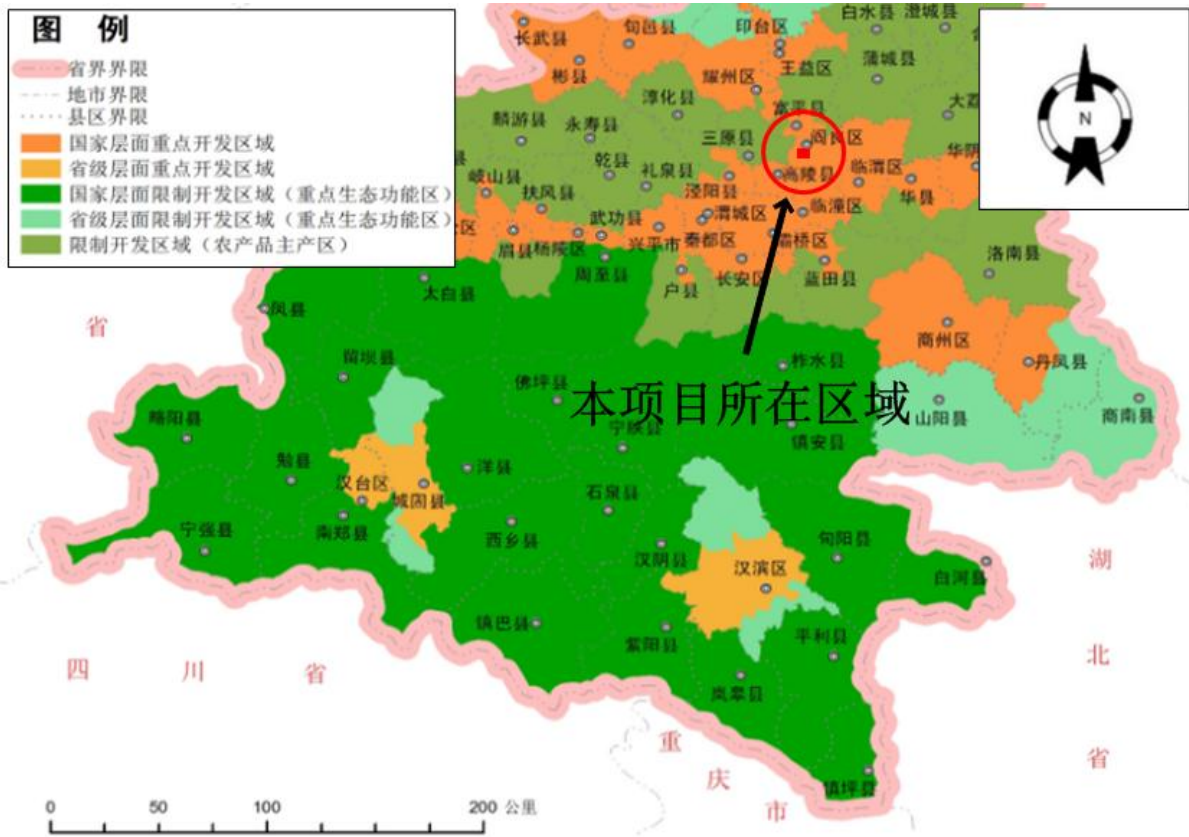 图 例
省界界限
地市界限
县区界限
国家层面重点开发区域
省级层面重点开发区域
国家层面限制开发区域(重点生态功能区)
省级层面限制开发区域(重点生态功能区)
限制开发区域(农产品主产区)
N
长武县
旬邑县
印台区
白水县
澄城县
彬县
王益区
耀州区
蒲城县
淳化县
富平县
大荔
麟游县
永寿县
三原县
阎良区
乾县
礼泉县
高陵县
临渭区
华阴
岐山县
扶风县
泾阳县
华县
武功县
渭城区
临潼区
眉县
杨陵区
兴平市
秦都区
灞桥区
周至县
长安区
蓝田县
洛南县
户县
太白县
凤县
省
商州区
留坝县
柞水县
丹凤县
佛坪县
本项目所在区域
山阳县
商南县
略阳县
宁陕县
镇安县
勉县
洋县
汉台区
城固县
石泉县
宁强县
南郑县
西乡县
汉阴县
旬阳县
湖
汉滨区
白河县
镇巴县
紫阳县
平利县
北
四 川 省
岚皋县
重
省
庆
镇坪县
市
0 50 100 200 公里